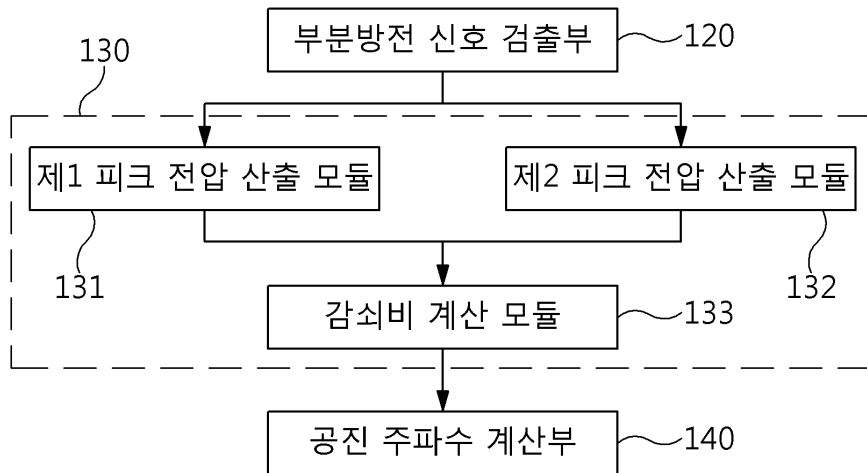 부분방전 신호 검출부
120
130
제1 피크 전압 산출 모듈
제2 피크 전압 산출 모듈
131
132
감쇠비 계산 모듈
133
공진 주파수 계산부
140